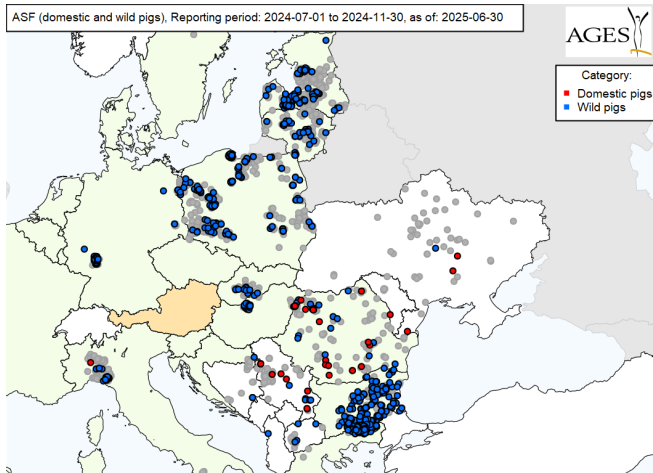 ASF (domestic and wild pigs), Reporting period: 2024-07-01 to 2024-11-30, as of: 2025-06-30
AGES
Category:
Domestic pigs
Wild pigs